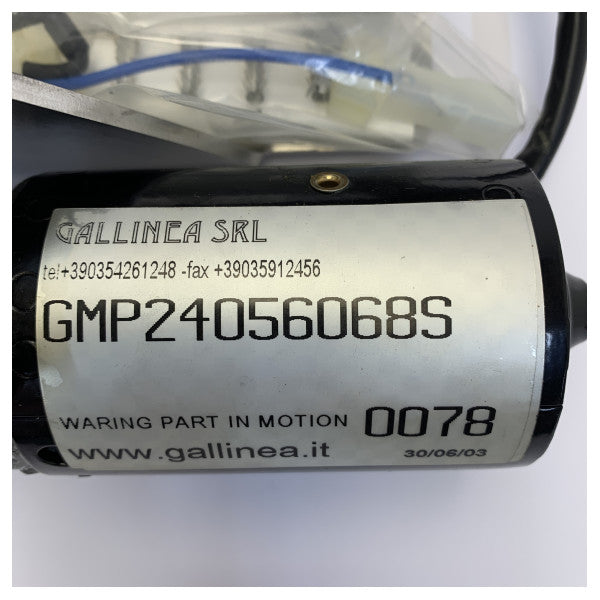 GALLINEA SRL
tel+390354261248 -fax +39035912456
GMP24056068S
WARING PART IN MOTION 0078
www.gallinea.it 30/06/03